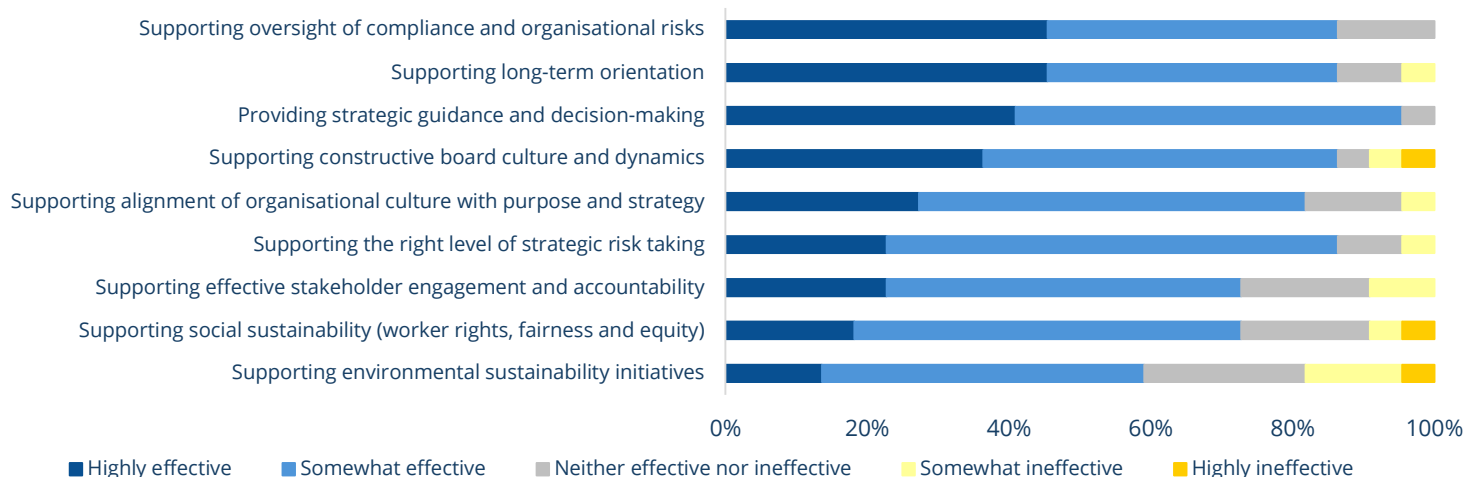 Supporting oversight of compliance and organisational risks
Supporting long-term orientation
Providing strategic guidance and decision-making
Supporting constructive board culture and dynamics
Supporting alignment of organisational culture with purpose and strategy
Supporting the right level of strategic risk taking
Supporting effective stakeholder engagement and accountability
Supporting social sustainability (worker rights, fairness and equity)
Supporting environmental sustainability initiatives
0% 20% 40% 60% 80% 100%
Highly effective Somewhat effective Neither effective nor ineffective Somewhat ineffective Highly ineffective